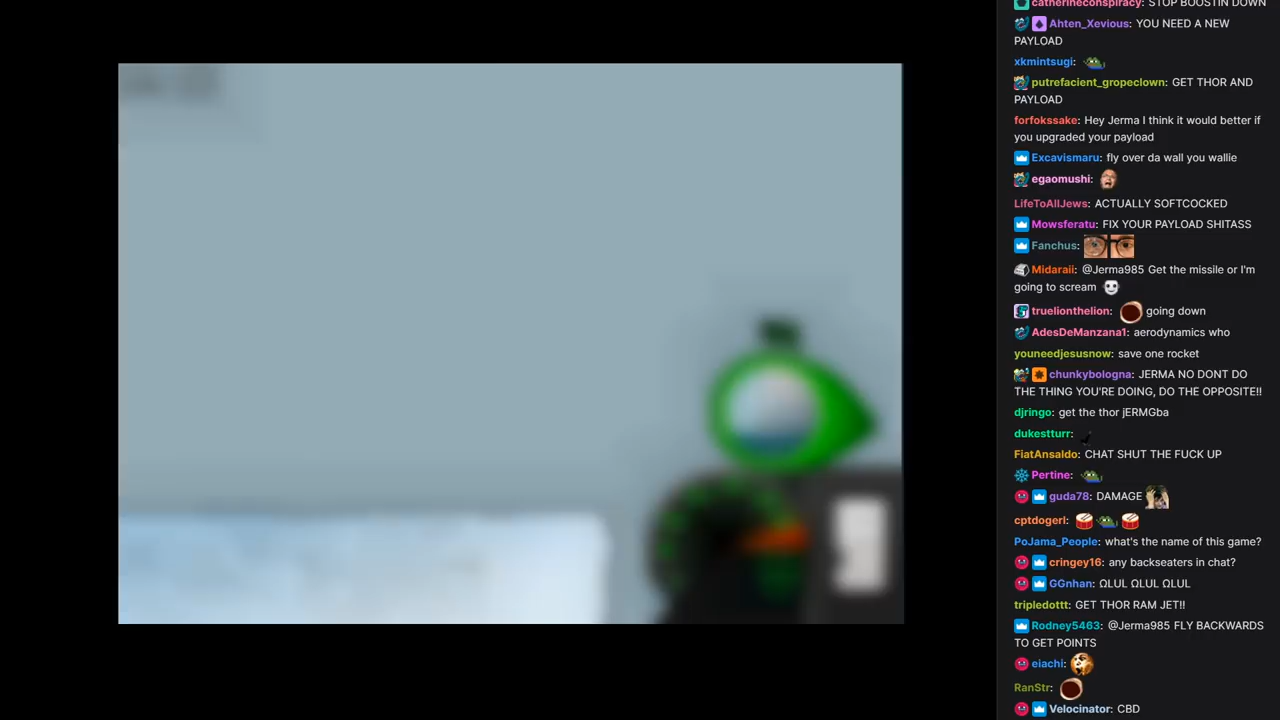 catherineconspiracy: STOP BOOSTIN DOWN
Ahten_Xevious: YOU NEED A NEW
PAYLOAD
xkmintsugi:
putrefacient_gropeclown: GET THOR AND
PAYLOAD
forfokssake: Hey Jerma I think it would better if
you upgraded your payload
Excavismaru: fly over da wall you wallie
egaomushi:
LifeToAllJews: ACTUALLY SOFTCOCKED
Mowsferatu: FIX YOUR PAYLOAD SHITASS
Fanchus:
Midaraii: @Jerma985 Get the missile or I'm
going to scream
truelionthelion: going down
AdesDeManzana1: aerodynamics who
youneedjesusnow: save one rocket
chunkybologna: JERMA NO DONT DO
THE THING YOU'RE DOING, DO THE OPPOSITE!!
djringo: get the thor jERMGba
dukestturr:
FiatAnsaldo: CHAT SHUT THE FUCK UP
Pertine:
guda78: DAMAGE
cptdogeri:
PoJama_People: what's the name of this game?
cringey16: any backseaters in chat?
GGnhan: ΩLUL ΩLUL ΩLUL
tripledottt: GET THOR RAM JET!!
Rodney5463: @Jerma985 FLY BACKWARDS
TO GET POINTS
eiachi:
RanStr:
Velocinator: CBD